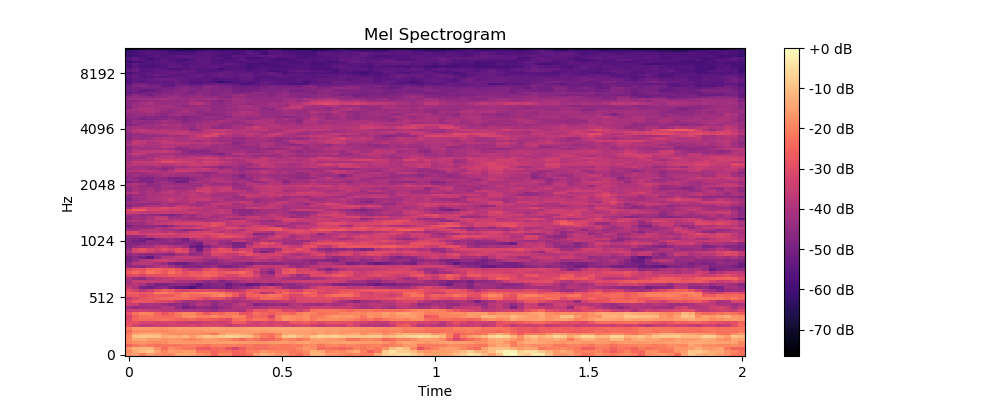 Mel Spectrogram
8192
4096
2048
1024
512
0
Hz
0
0.5
1
1.5
2
Time
+0 dB
-10 dB
-20 dB
-30 dB
-40 dB
-50 dB
-60 dB
-70 dB